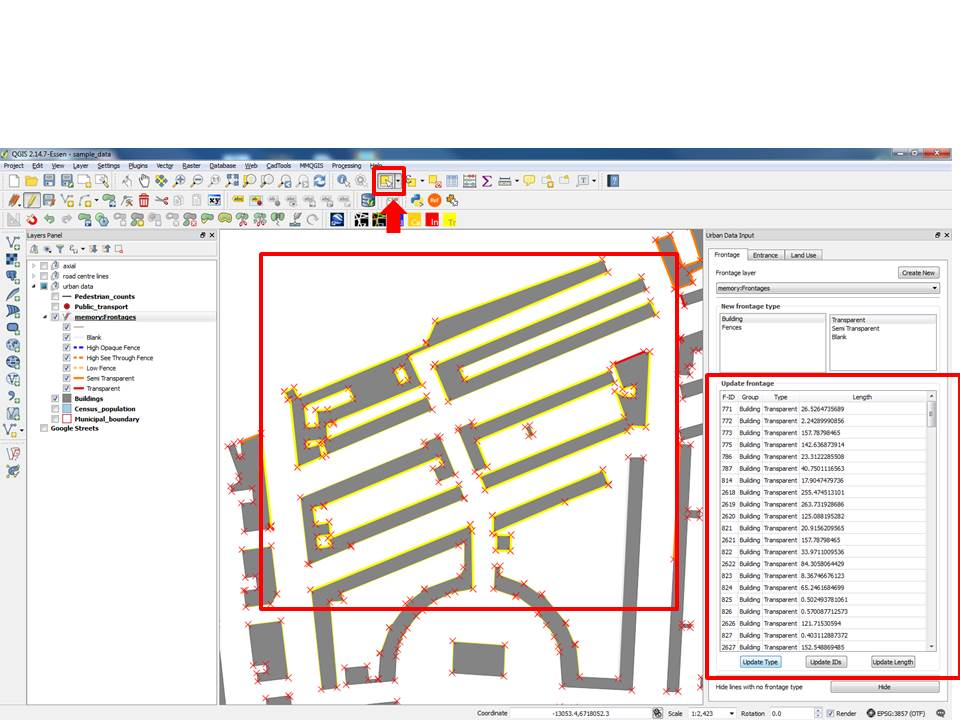 QGIS 2.14.7-Essen - sample_data
Project Edit View Layer Settings Plugins Vector Raster Database Web CadTools MMQGIS Processing Help
Layers Panel
axial
road centre lines
urban data
Pedestrian_counts
Public_transport
memory:Frontages
Blank
High Opaque Fence
High See Through Fence
Low Fence
Semi Transparent
Transparent
Buildings
Census_population
Municipal_boundary
Google Streets
Urban Data Input
Frontage Entrance Land Use
Frontage layer
Create New
memory:Frontages
New frontage type
Building
Fences
Transparent
Semi Transparent
Blank
Update frontage
F-ID Group Type Length
771 Building Transparent 26.5264735689
772 Building Transparent 2.24289990856
773 Building Transparent 157.78798465
775 Building Transparent 142.636873914
786 Building Transparent 23.3122285508
787 Building Transparent 40.7501116563
814 Building Transparent 17.9047479736
2618 Building Transparent 255.474513101
2619 Building Transparent 263.731928686
2620 Building Transparent 125.088195282
821 Building Transparent 20.9156209565
2621 Building Transparent 157.78798465
822 Building Transparent 33.9711009536
2622 Building Transparent 84.3058064429
823 Building Transparent 8.36746676123
824 Building Transparent 65.2461684699
825 Building Transparent 0.502493781061
826 Building Transparent 0.570087712573
2626 Building Transparent 121.71530594
827 Building Transparent 0.403112887372
2627 Building Transparent 152.548869485
Update Type Update IDs Update Length
Hide lines with no frontage type Hide
Coordinate -13053.4,6718052.3 Scale 1:2,423 Rotation 0.0 Render EPSG:3857 (OTF)